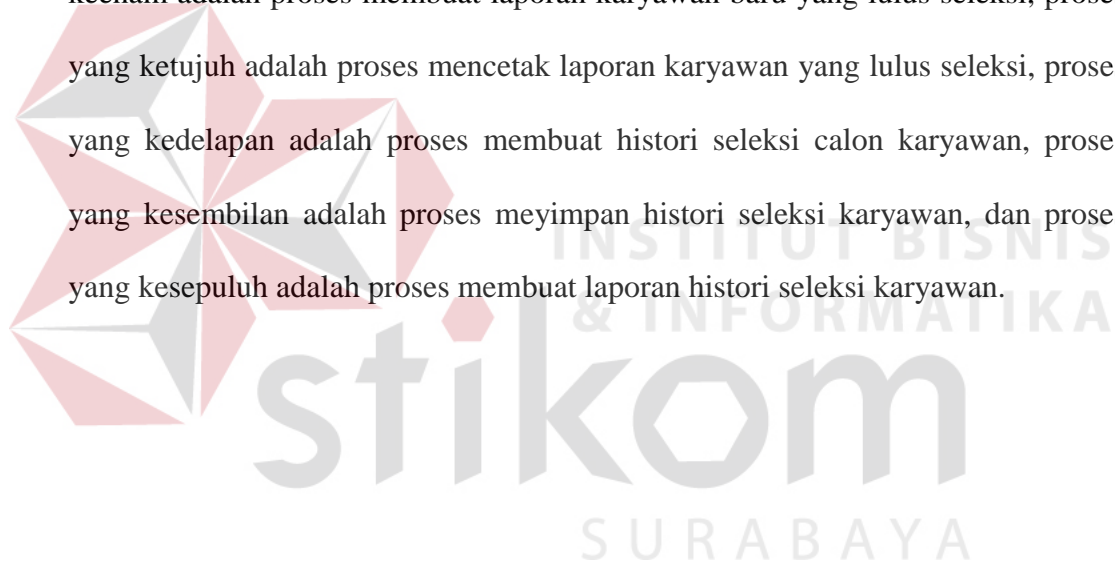 keenam adalah proses membuat laporan karyawan baru yang lulus seleksi, prose
yang ketujuh adalah proses mencetak laporan karyawan yang lulus seleksi, prose
yang kedelapan adalah proses membuat histori seleksi calon karyawan, prose
yang kesembilan adalah proses meyimpan histori seleksi karyawan, dan prose
yang kesepuluh adalah proses membuat laporan histori seleksi karyawan.
INSTITUT BISNIS
& INFORMATIKA
stikom
SURABAYA